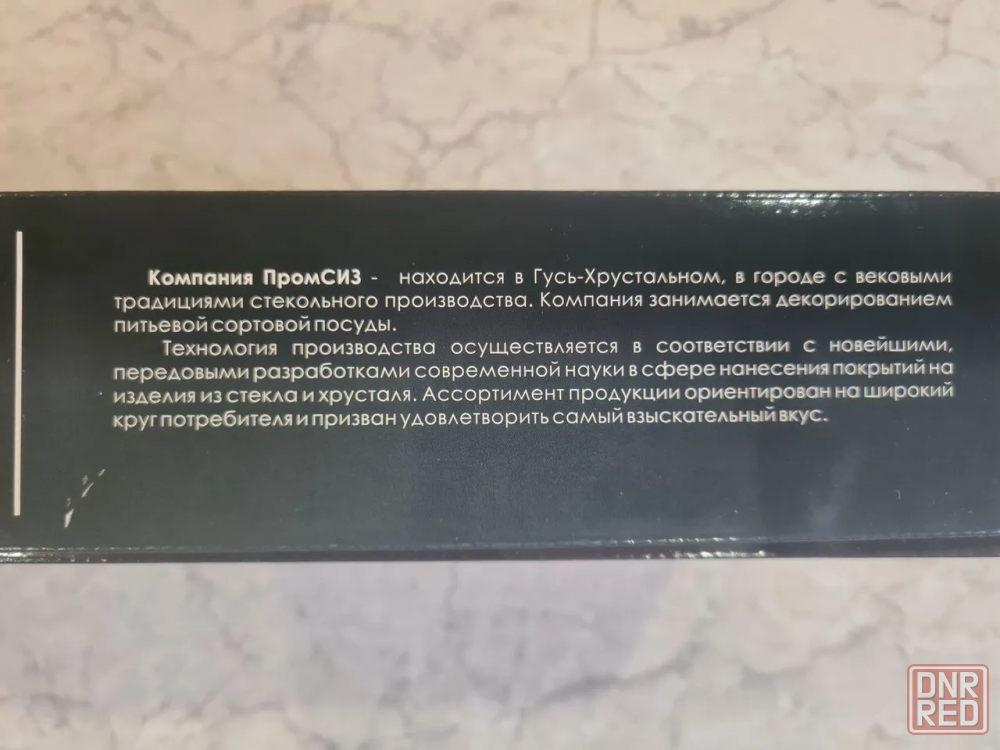 Компания ПромСИЗ - находится в Гусь-Хрустальном, в городе с вековыми
традициями стекольного производства. Компания занимается декорированием
питьевой сортовой посуды.
Технология производства осуществляется в соответствии с новейшими,
передовыми разработками современной науки в сфере нанесения покрытий на
изделия из стекла и хрусталя. Ассортимент продукции ориентирован на широкий
круг потребителя и призван удовлетворить самый взыскательный вкус.
DNR
RED